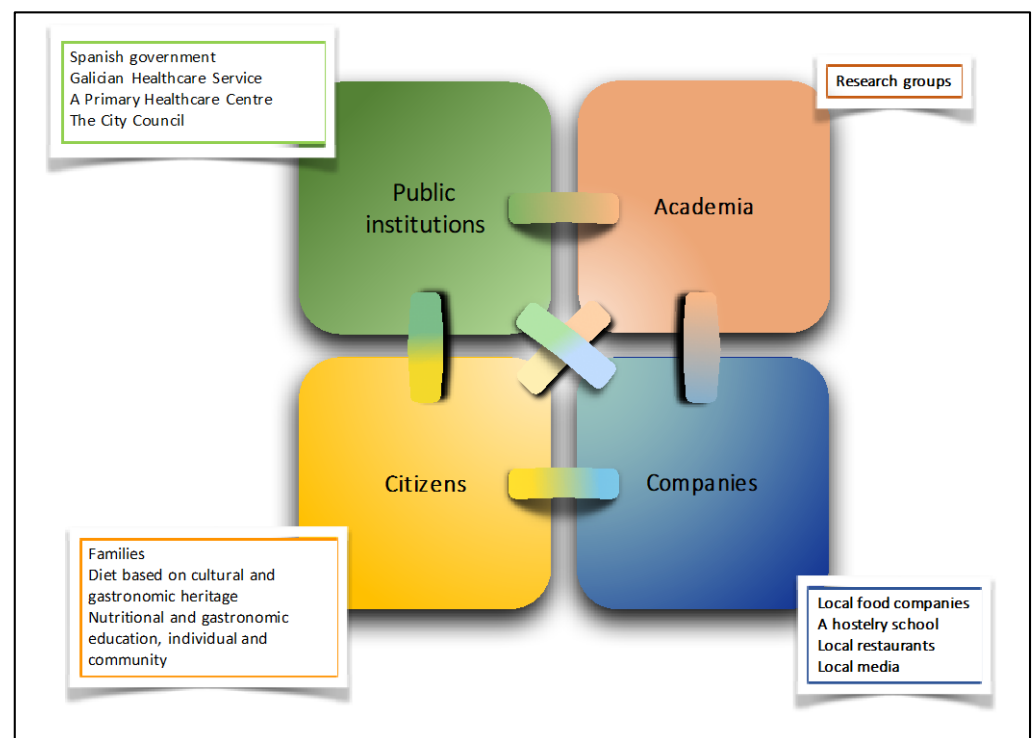 Spanish government
Galician Healthcare Service
A Primary Healthcare Centre
The City Council
Research groups
Public
institutions
Academia
Citizens
Companies
Families
Diet based on cultural and
gastronomic heritage
Nutritional and gastronomic
education, individual and
community
Local food companies
A hostelry school
Local restaurants
Local media